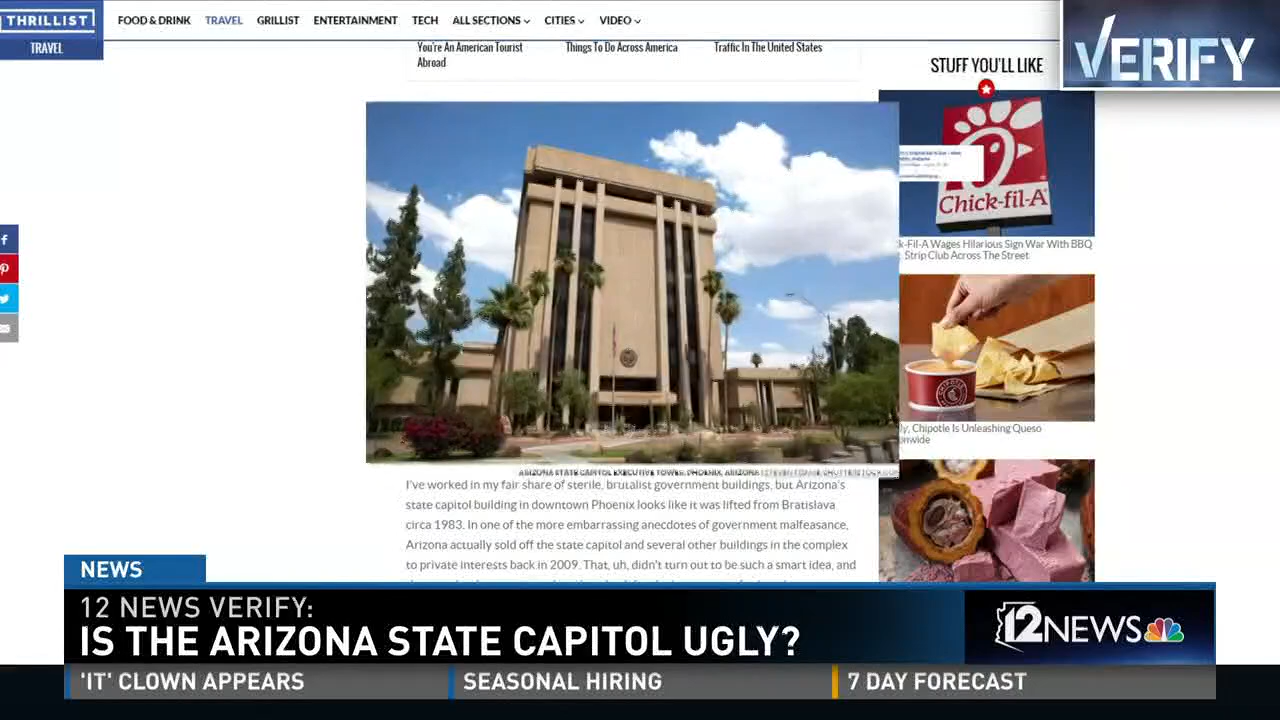 THRILLIST
TRAVEL
FOOD & DRINK TRAVEL GRILLIST ENTERTAINMENT TECH ALL SECTIONS CITIES VIDEO
VERIFY
You're An American Tourist
Abroad
Things To Do Across America
Traffic In The United States
STUFF YOU'LL LIKE
Chick-fil-A
k-Fil-A Wages Hilarious Sign War With BBQ
Strip Club Across The Street
CHIPOTLE
ly, Chipotle Is Unleashing Queso
onwide
ARIZONA STATE CAPITOL EXECUTIVE TOWER, PHOENIX, ARIZONA
I've worked in my fair share of sterile, brutalist government buildings, but Arizona's
state capitol building in downtown Phoenix looks like it was lifted from Bratislava
circa 1983. In one of the more embarrassing anecdotes of government malfeasance,
Arizona actually sold off the state capitol and several other buildings in the complex
to private interests back in 2009. That, uh, didn't turn out to be such a smart idea, and
NEWS
12 NEWS VERIFY:
IS THE ARIZONA STATE CAPITOL UGLY?
12NEWS
'IT' CLOWN APPEARS
SEASONAL HIRING
7 DAY FORECAST